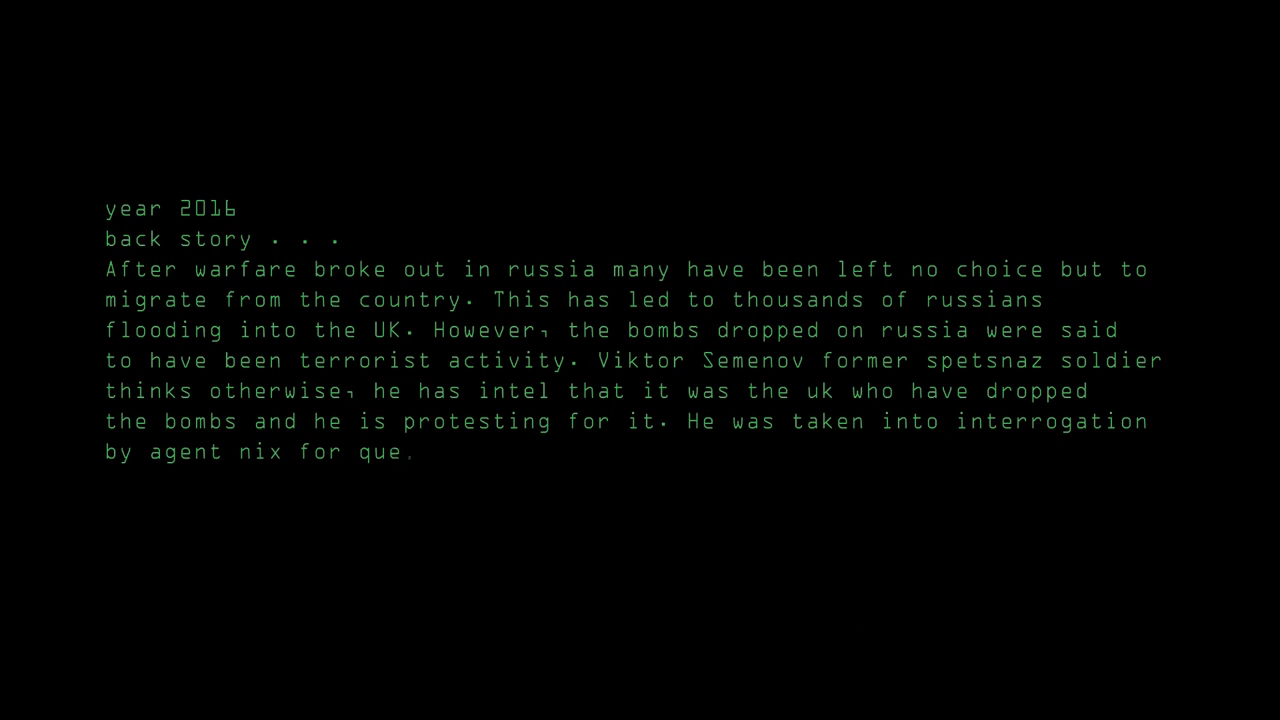 year 2016
back story . . .
After warfare broke out in russia many have been left no choice but to
migrate from the country. This has led to thousands of russians
flooding into the UK. However, the bombs dropped on russia were said
to have been terrorist activity. Viktor Semenov former spetsnaz soldier
thinks otherwise, he has intel that it was the uk who have dropped
the bombs and he is protesting for it. He was taken into interrogation
by agent nix for que